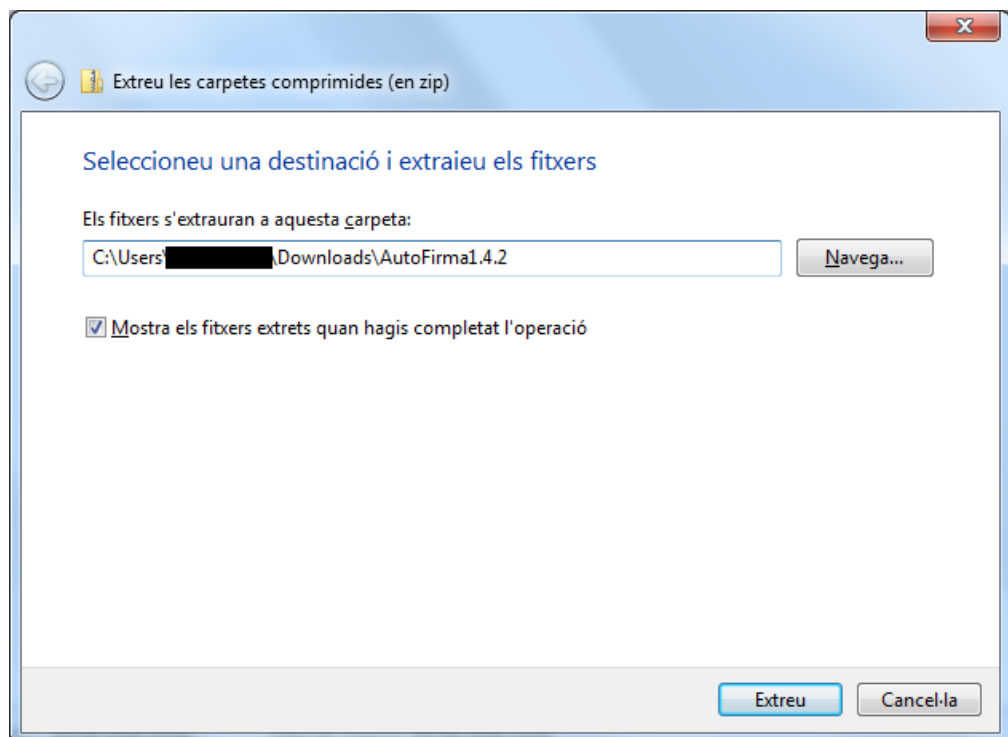 Extreu les carpetes comprimides (en zip)
Seleccioneu una destinació i extraieu els fitxers
Els fitxers s'extrauran a aquesta carpeta:
C:\Users\ \Downloads\AutoFirma1.4.2
Navega...
Mostra els fitxers extrets quan hagis completat l'operació
Extreu
Cancel·la